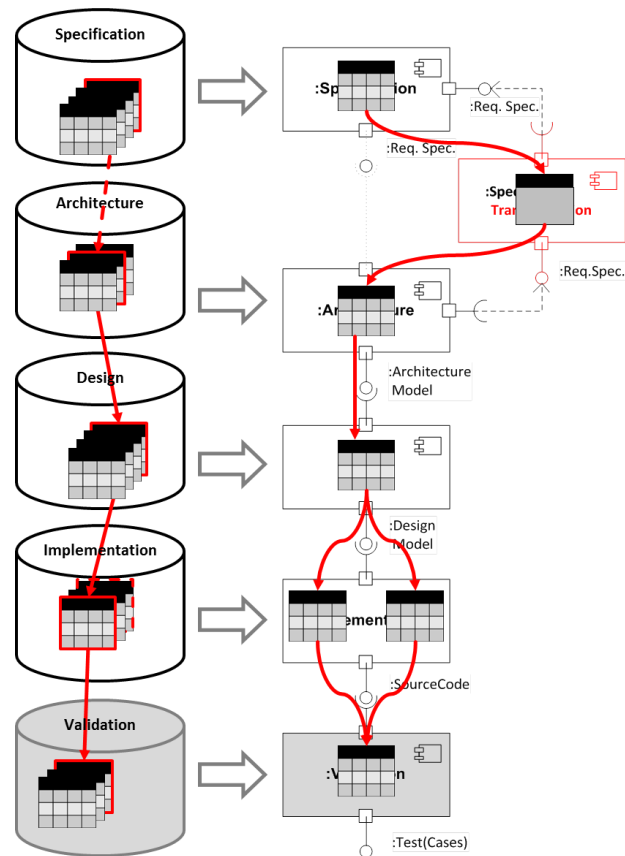 Specification
:Req. Spec.
:Req. Spec.
Architecture
:Req.Spec.
Design
:Architecture
Model
Implementation
:Design
Model
:SourceCode
Validation
:Test(Cases)